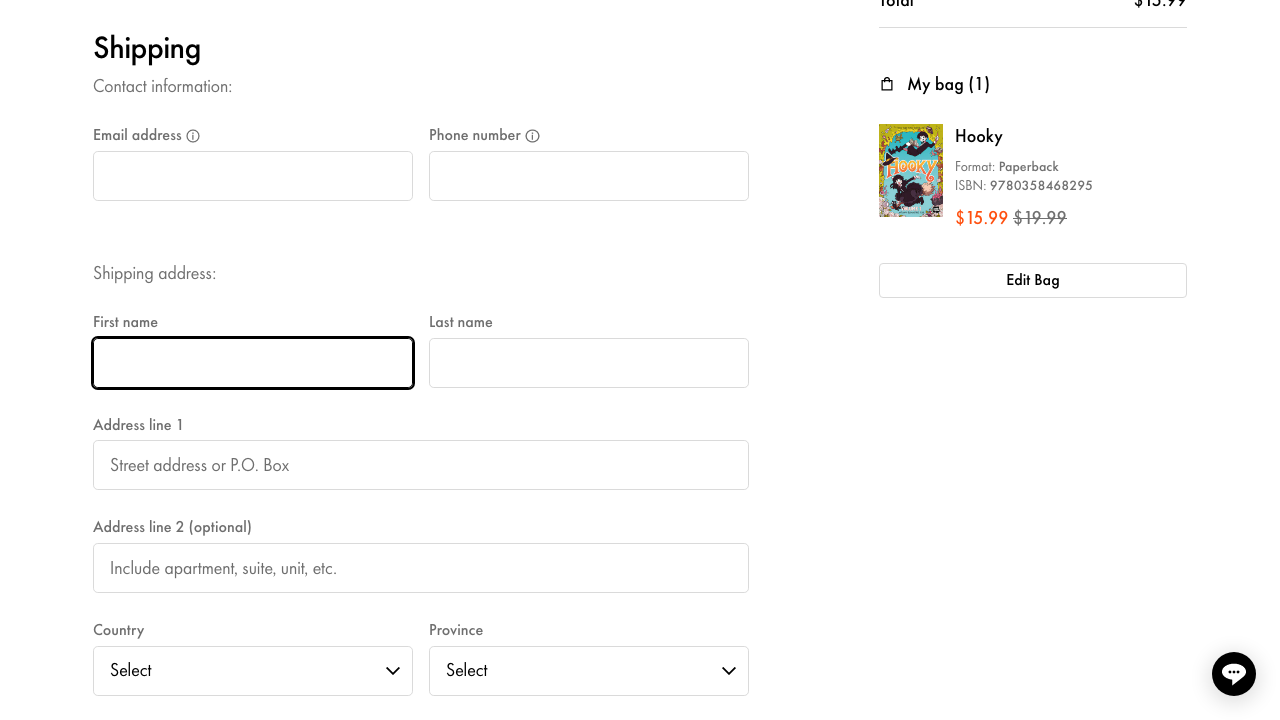 Total $15.99
Shipping
Contact information:
Email address
Phone number
Shipping address:
First name
Last name
Address line 1
Street address or P.O. Box
Address line 2 (optional)
Include apartment, suite, unit, etc.
Country
Province
Select
Select
My bag (1)
HOOKY
Hooky
Format: Paperback
ISBN: 9780358468295
$15.99 $19.99
Edit Bag